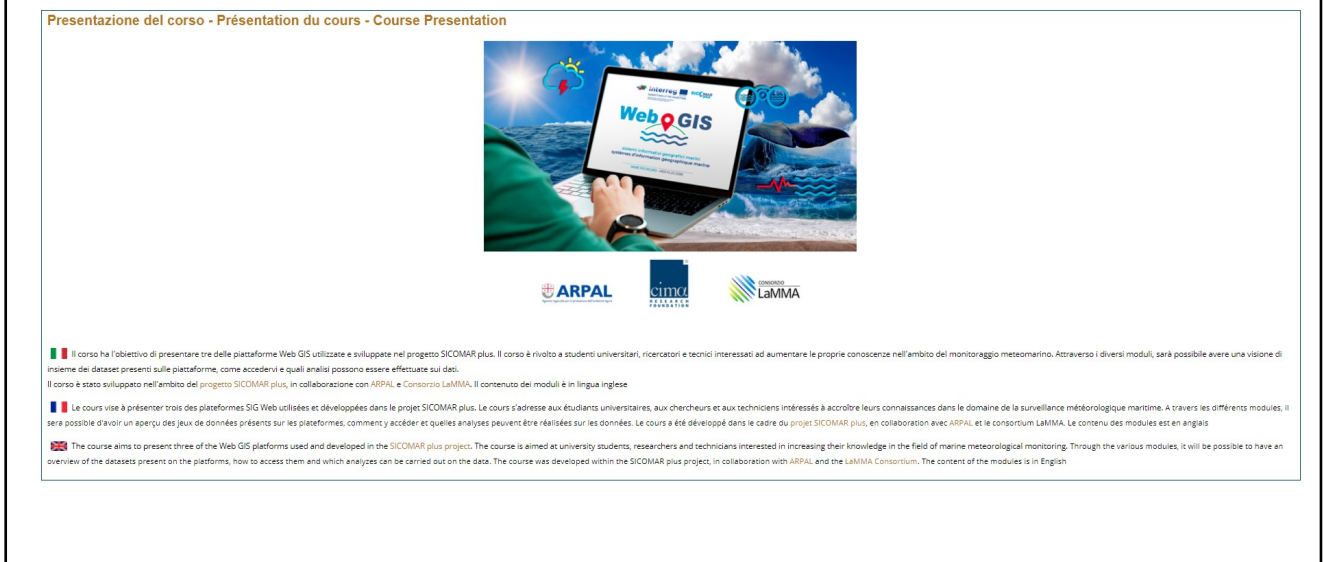 Presentazione del corso - Présentation du cours - Course Presentation
Interreg
Web GIS
sistemi informativi geografici marini
systèmes d'information géographique marine
ARPAL
cima
RESEARCH
FOUNDATION
CONSORZIO
LaMMA
Il corso ha l'obiettivo di presentare tre delle piattaforme Web GIS utilizzate e sviluppate nel progetto SICOMAR plus. Il corso è rivolto a studenti universitari, ricercatori e tecnici interessati ad aumentare le proprie conoscenze nell'ambito del monitoraggio meteomarino. Attraverso i diversi moduli, sarà possibile avere una visione di
insieme dei dataset presenti sulle piattaforme, come accedervi e quali analisi possono essere effettuate sui dati.
Il corso è stato sviluppato nell'ambito del progetto SICOMAR plus, in collaborazione con ARPAL e Consorzio LaMMA. Il contenuto dei moduli è in lingua inglese
Le cours vise à présenter trois des plateformes SIG Web utilisées et développées dans le projet SICOMAR plus. Le cours s'adresse aux étudiants universitaires, aux chercheurs et aux techniciens intéressés à accroître leurs connaissances dans le domaine de la surveillance météorologique maritime. A travers les différents modules, il
sera possible d'avoir un aperçu des jeux de données présents sur les plateformes, comment y accéder et quelles analyses peuvent être réalisées sur les données. Le cours a été développé dans le cadre du projet SICOMAR plus, en collaboration avec ARPAL et le consortium LaMMA. Le contenu des modules est en anglais
The course aims to present three of the Web GIS platforms used and developed in the SICOMAR plus project. The course is aimed at university students, researchers and technicians interested in increasing their knowledge in the field of marine meteorological monitoring. Through the various modules, it will be possible to have an
overview of the datasets present on the platforms, how to access them and which analyzes can be carried out on the data. The course was developed within the SICOMAR plus project, in collaboration with ARPAL and the LaMMA Consortium. The content of the modules is in English